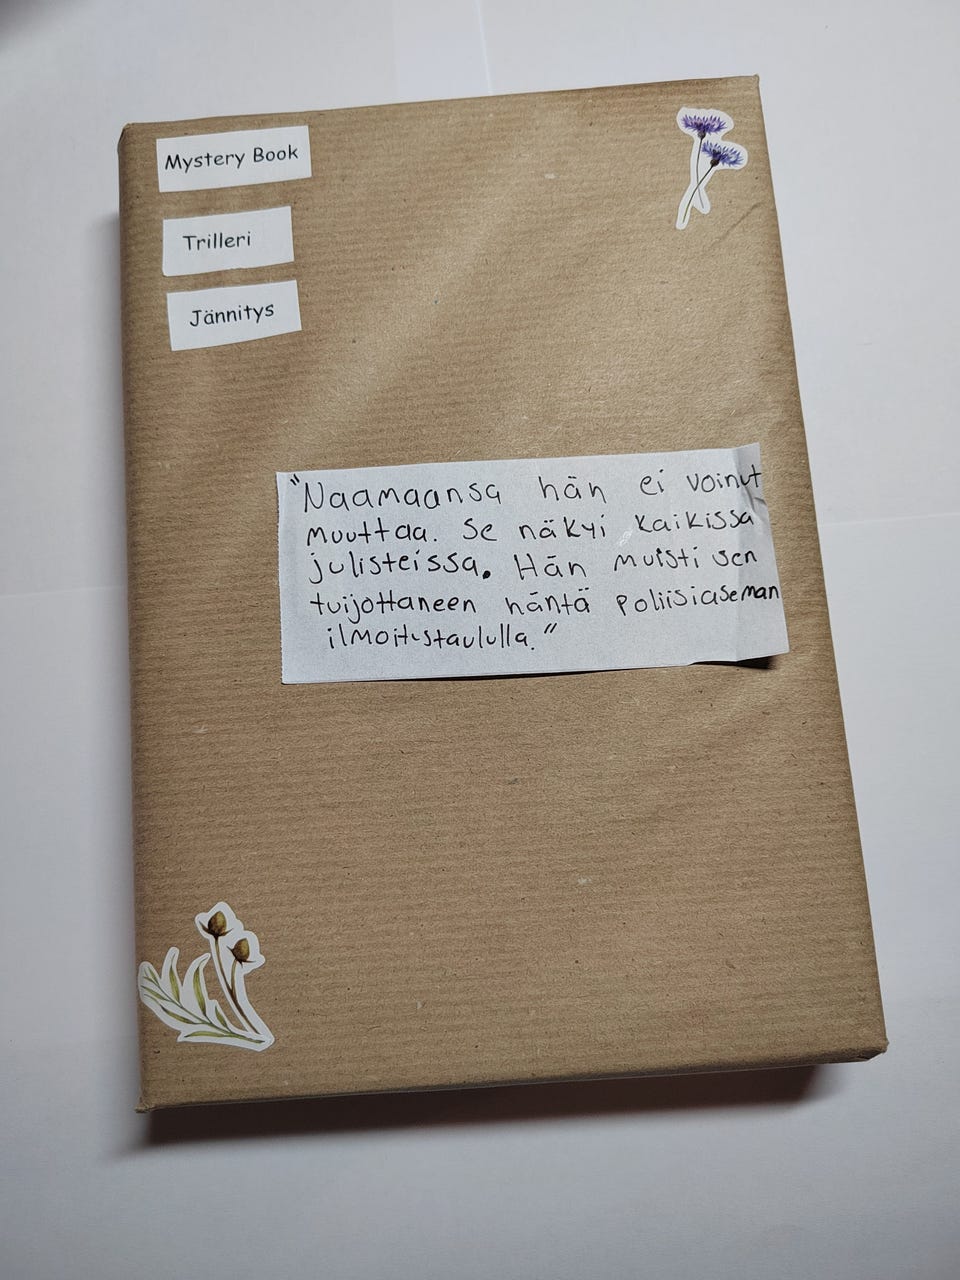 Mystery Book
Trilleri
Jännitys
"Naamaansa hän ei voinut
muuttaa. Se näkyi kaikissa
julisteissa. Hän muisti sen
tuijottaneen häntä poliisiaseman
ilmoitustaululla."